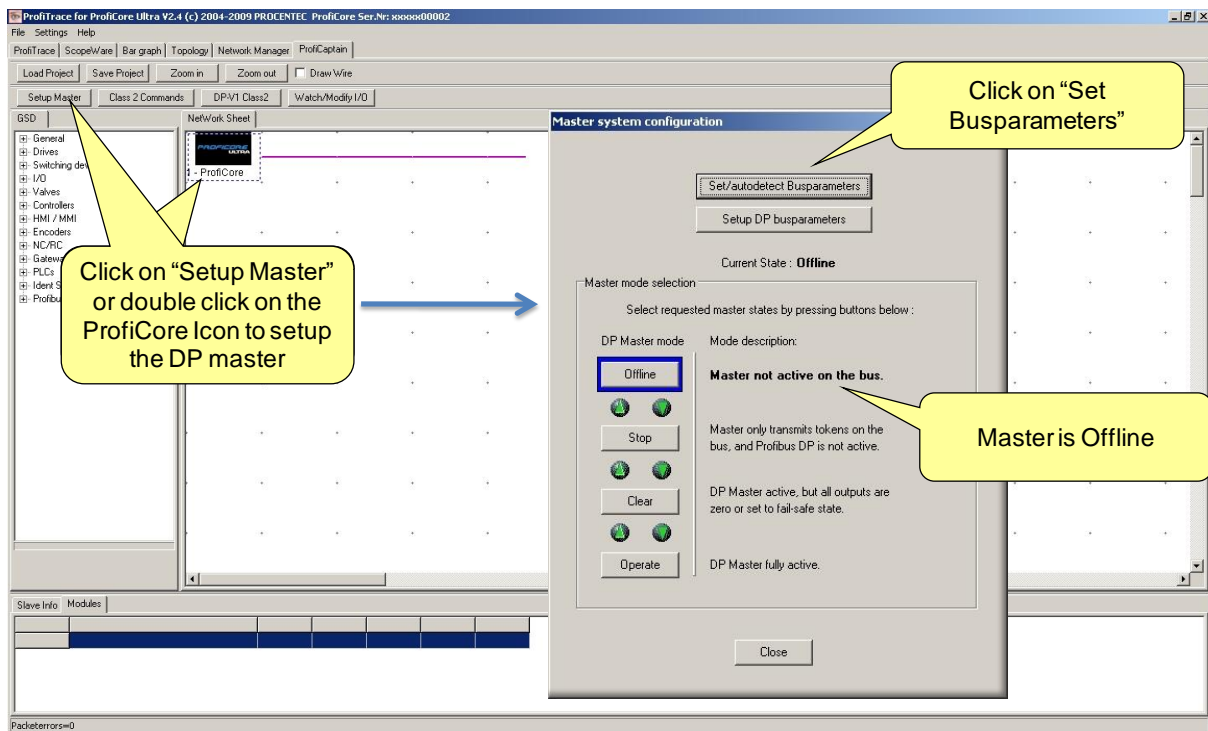 ProfiTrace for ProfiCore Ultra V2.4 (c) 2004-2009 PROCENTEC ProfiCore Ser.Nr: xxxxx00002
File Settings Help
ProfiTrace ScopeWare Bar graph Topology Network Manager ProfiCaptain
Load Project Save Project Zoom in Zoom out Draw Wire
Setup Master Class 2 Commands DP-V1 Class2 Watch/Modify I/O
GSD
General
Drives
Switching dev
I/O
Valves
Controllers
HMI / MMI
Encoders
NC/RC
Gatewa
PLCs
Ident S
Profibu
NetWork Sheet
PROFICORE
ULTRA
1 - ProfiCore
Click on "Setup Master"
or double click on the
ProfiCore Icon to setup
the DP master
Master system configuration
Click on "Set
Busparameters"
Set/autodetect Busparameters
Setup DP busparameters
Current State : Offline
Master mode selection
Select requested master states by pressing buttons below :
DP Master mode Mode description:
Offline Master not active on the bus.
Master is Offline
Stop Master only transmits tokens on the
bus, and Profibus DP is not active.
Clear DP Master active, but all outputs are
zero or set to fail-safe state.
Operate DP Master fully active.
Close
Slave Info Modules
Packeterrors=0